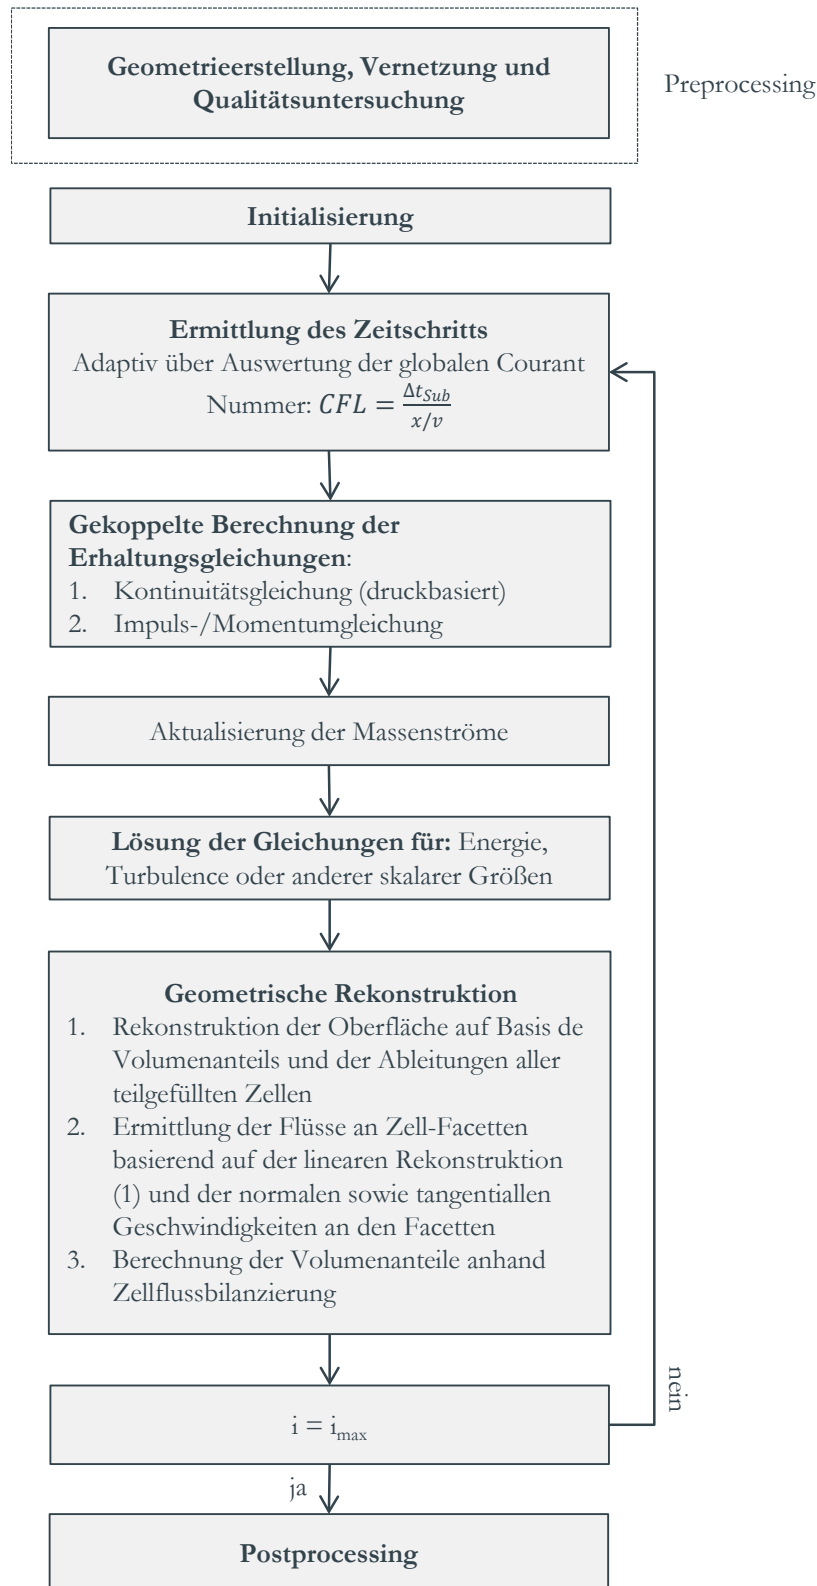 Geometrieerstellung, Vernetzung und
Qualitätsuntersuchung
Preprocessing
Initialisierung
Ermittlung des Zeitschritts
Adaptiv über Auswertung der globalen Courant
Nummer: CFL = Δt_Sub / (x/v)
Gekoppelte Berechnung der
Erhaltungsgleichungen:
1. Kontinuitätsgleichung (druckbasiert)
2. Impuls-/Momentumgleichung
Aktualisierung der Massenströme
Lösung der Gleichungen für: Energie,
Turbulence oder anderer skalarer Größen
Geometrische Rekonstruktion
1. Rekonstruktion der Oberfläche auf Basis de
Volumenanteils und der Ableitungen aller
teilgefüllten Zellen
2. Ermittlung der Flüsse an Zell-Facetten
basierend auf der linearen Rekonstruktion
(1) und der normalen sowie tangentiallen
Geschwindigkeiten an den Facetten
3. Berechnung der Volumenanteile anhand
Zellflussbilanzierung
nein
i = i_max
ja
Postprocessing